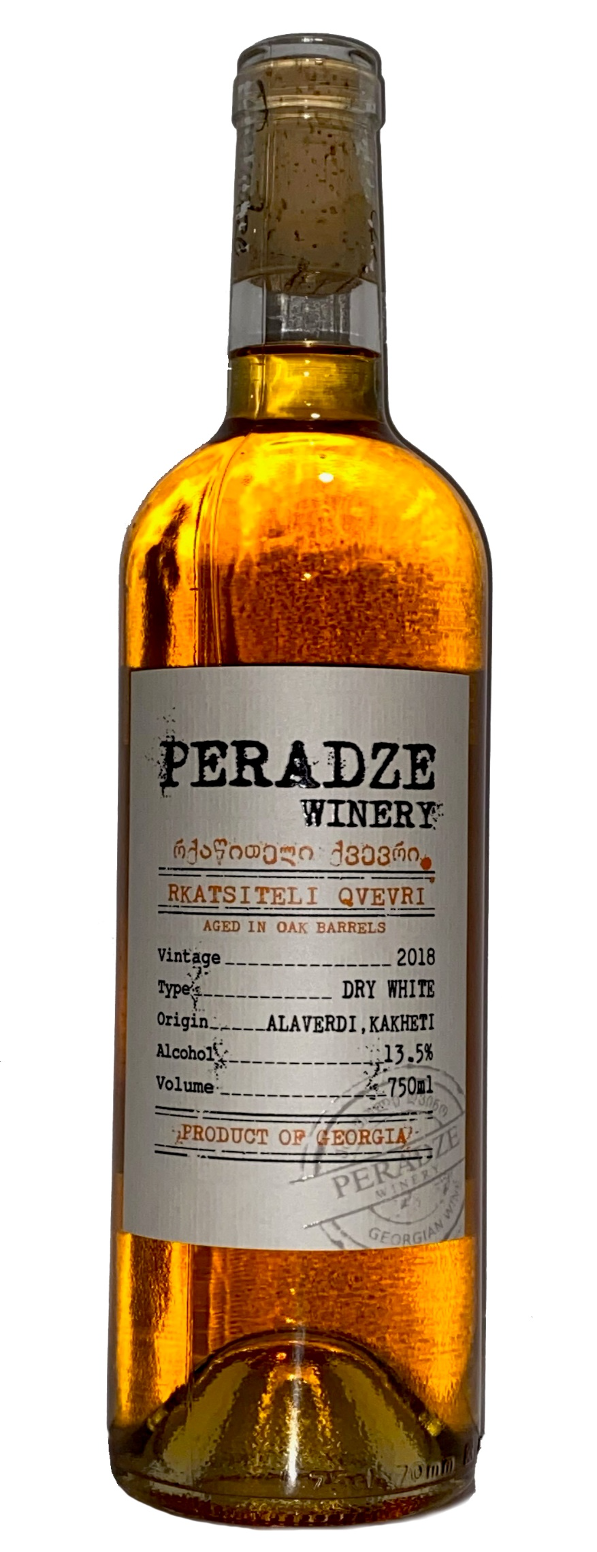 PERADZE
WINERY
რქაწითელი ქვევრი
RKATSITELI QVEVRI
AGED IN OAK BARRELS
Vintage 2018
Type DRY WHITE
Origin ALAVERDI, KAKHETI
Alcohol 13.5%
Volume 750ml
PRODUCT OF GEORGIA
PERADZE
WINERY
GEORGIAN WINE
70mm